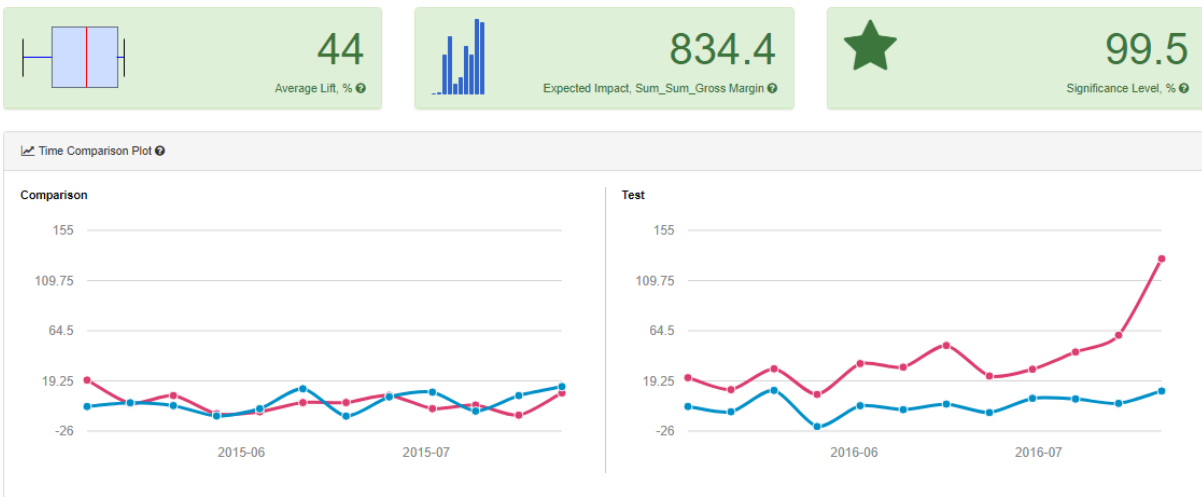 44
Average Lift, %
834.4
Expected Impact, Sum_Sum_Gross Margin
99.5
Significance Level, %
Time Comparison Plot
Comparison
155
109.75
64.5
19.25
-26
2015-06
2015-07
Test
155
109.75
64.5
19.25
-26
2016-06
2016-07